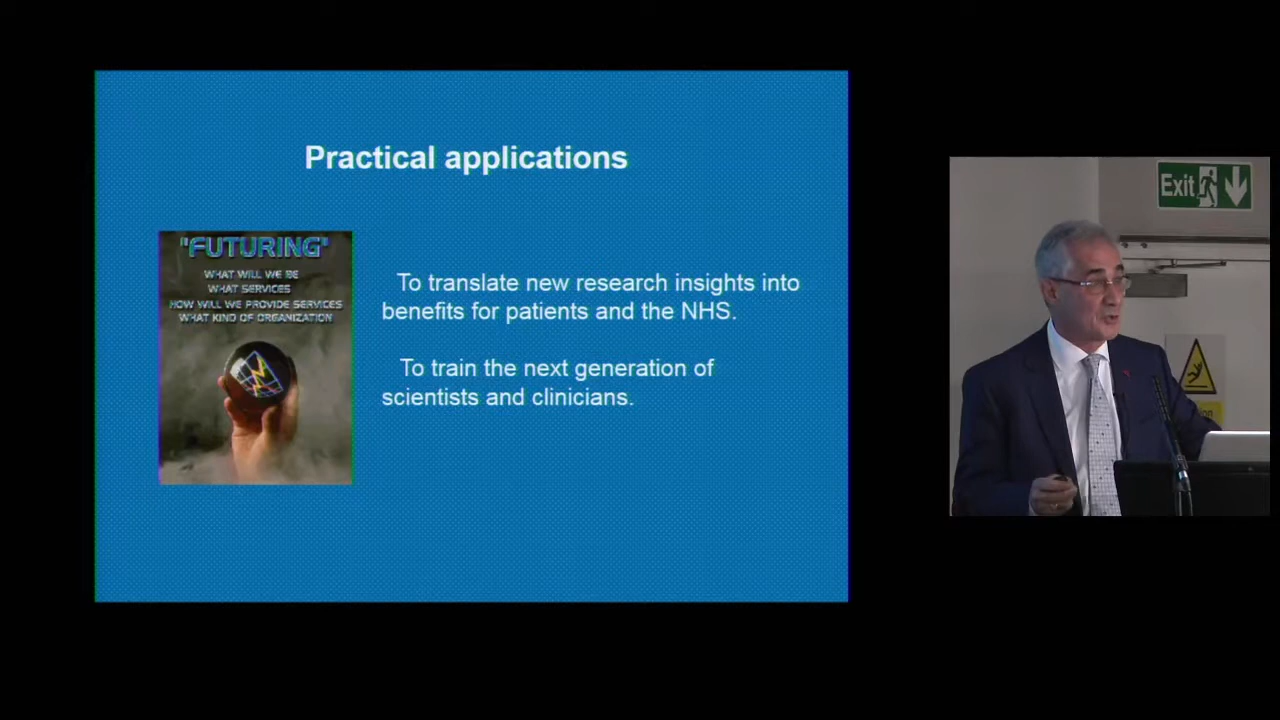 Practical applications
"FUTURING"
WHAT WILL WE BE
WHAT SERVICES
HOW WILL WE PROVIDE SERVICES
WHAT KIND OF ORGANIZATION
To translate new research insights into
benefits for patients and the NHS.
To train the next generation of
scientists and clinicians.
Exit